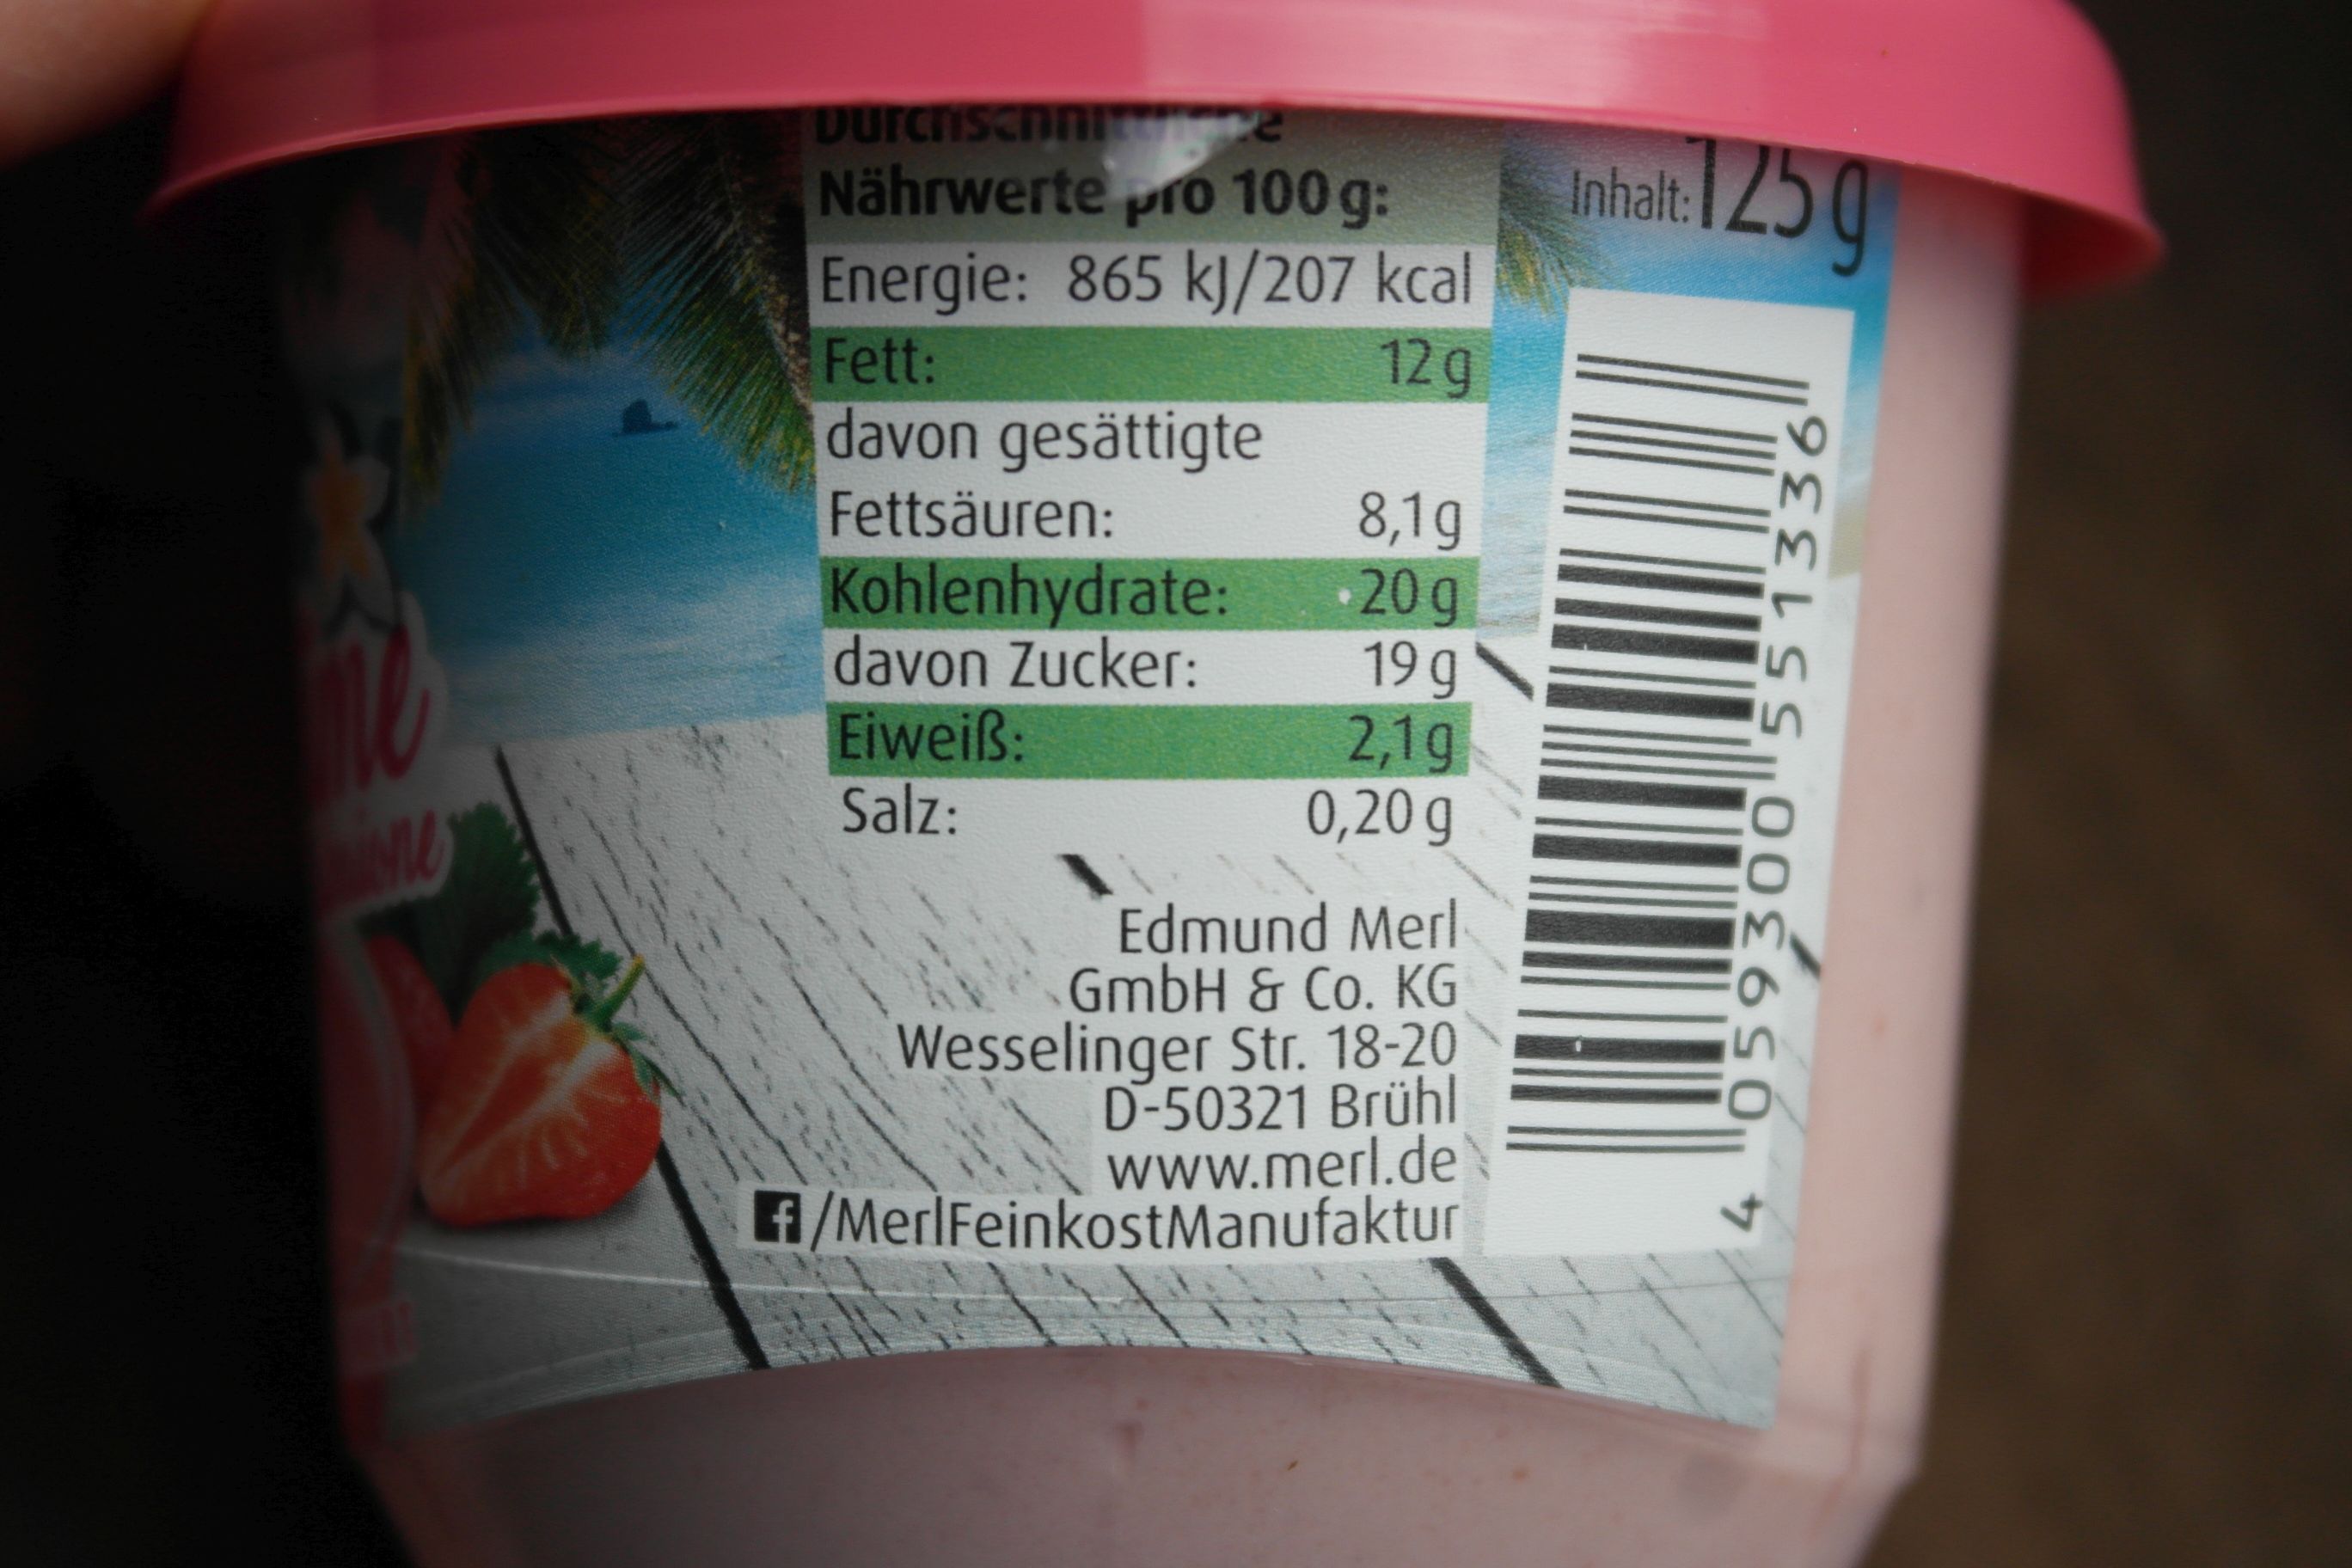 Durchschnittliche
Nährwerte pro 100 g:
Energie: 865 kJ/207 kcal
Fett: 12 g
davon gesättigte
Fettsäuren: 8,1 g
Kohlenhydrate: 20 g
davon Zucker: 19 g
Eiweiß: 2,1 g
Salz: 0,20 g
Edmund Merl
GmbH & Co. KG
Wesselinger Str. 18-20
D-50321 Brühl
www.merl.de
/MerlFeinkostManufaktur
Inhalt: 125 g
4 059300 551336